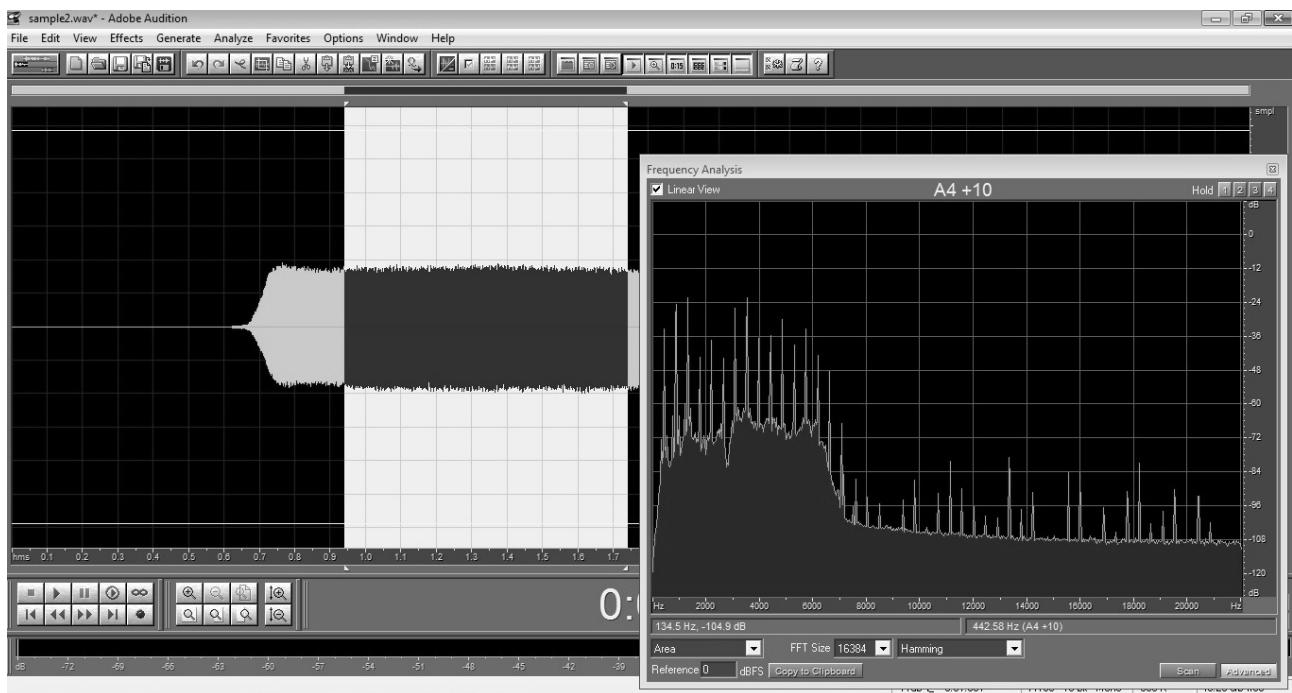 sample2.wav* - Adobe Audition
File Edit View Effects Generate Analyze Favorites Options Window Help
smpl
Frequency Analysis
Linear View A4 +10 Hold 1 2 3 4
dB
-0
-12
-24
-36
-48
-60
-72
-84
-96
-108
-120
dB
Hz 2000 4000 6000 8000 10000 12000 14000 16000 18000 20000 Hz
134.5 Hz, -104.9 dB 442.58 Hz (A4 +10)
Area FFT Size 16384 Hamming
Reference 0 dBFS Copy to Clipboard Scan Advanced
hms 0.1 0.2 0.3 0.4 0.5 0.6 0.7 0.8 0.9 1.0 1.1 1.2 1.3 1.4 1.5 1.6 1.7
0:
dB -72 -69 -66 -63 -60 -57 -54 -51 -48 -45 -42 -39